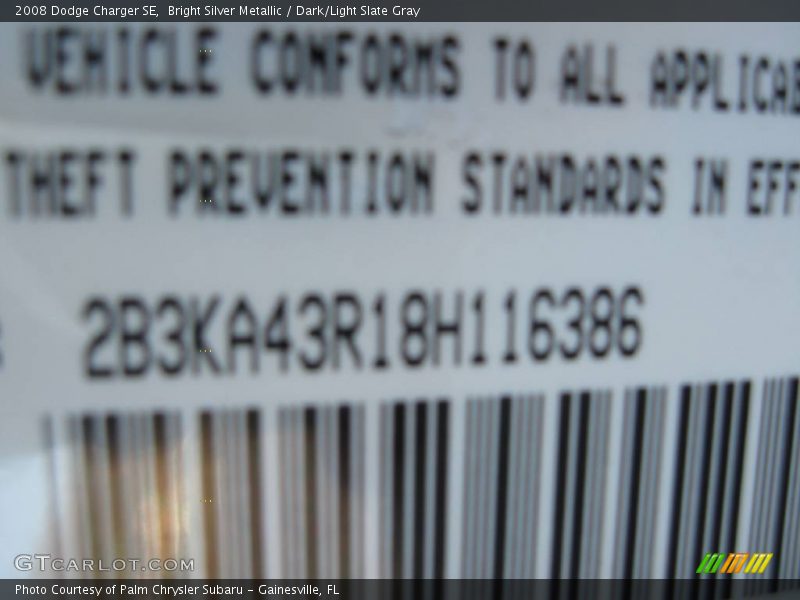 2008 Dodge Charger SE,  Bright Silver Metallic / Dark/Light Slate Gray
VEHICLE CONFORMS TO ALL APPLICAB
THEFT PREVENTION STANDARDS IN EFF
2B3KA43R18H116386
GTCARLOT.COM
Photo Courtesy of Palm Chrysler Subaru - Gainesville, FL